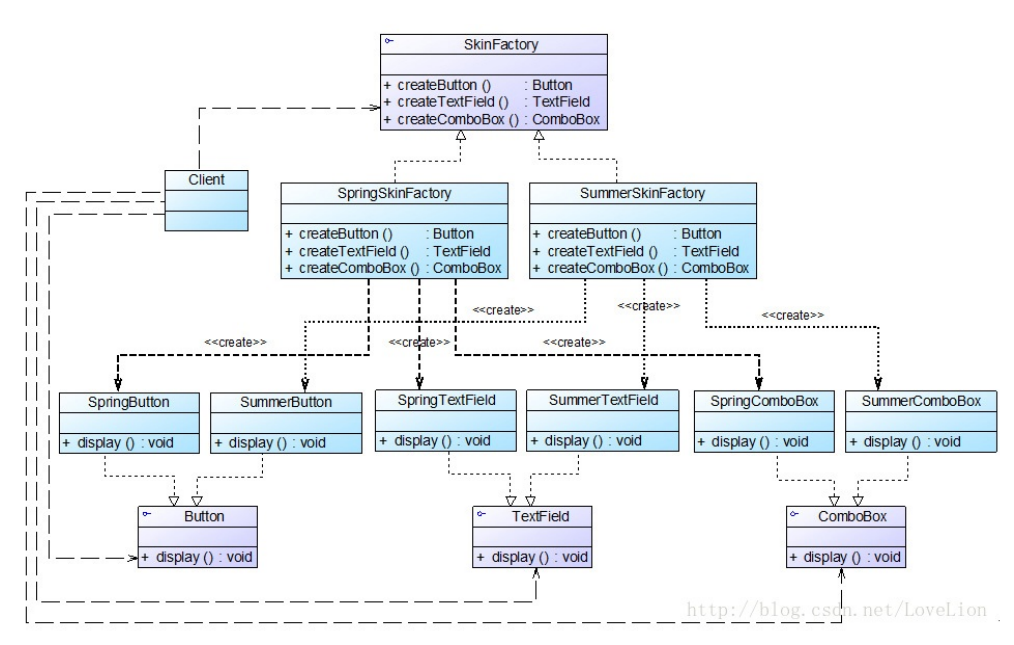 SkinFactory
+ createButton () : Button
+ createTextField () : TextField
+ createComboBox () : ComboBox
Client
SpringSkinFactory
+ createButton () : Button
+ createTextField () : TextField
+ createComboBox () : ComboBox
SummerSkinFactory
+ createButton () : Button
+ createTextField () : TextField
+ createComboBox () : ComboBox
<<create>>
<<create>>
<<create>>
<<create>>
<<create>>
<<create>>
SpringButton
+ display () : void
SummerButton
+ display () : void
SpringTextField
+ display () : void
SummerTextField
+ display () : void
SpringComboBox
+ display () : void
SummerComboBox
+ display () : void
Button
+ display () : void
TextField
+ display () : void
ComboBox
+ display () : void
http://blog.csdn.net/LoveLion